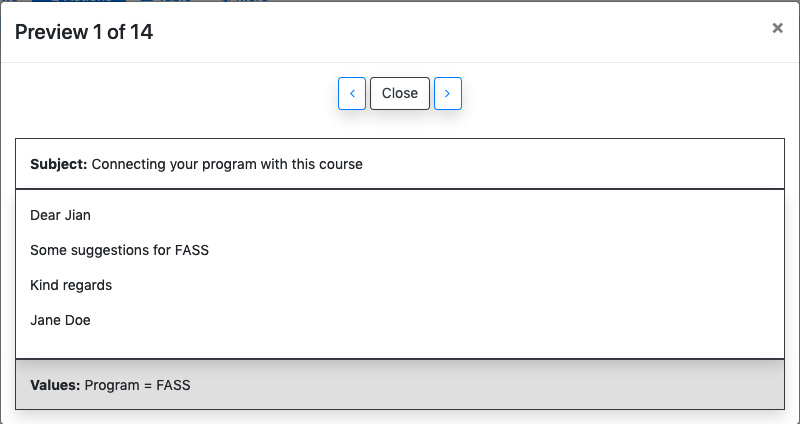 Preview 1 of 14
×
< Close >
Subject: Connecting your program with this course
Dear Jian
Some suggestions for FASS
Kind regards
Jane Doe
Values: Program = FASS